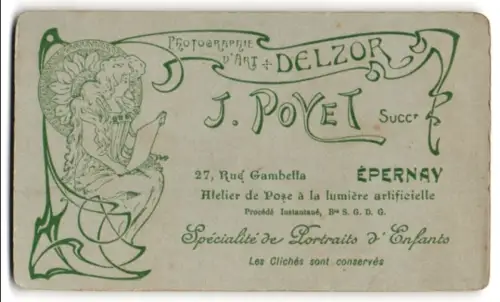 PHOTOGRAPHIE
D'ART + DELZOR
J. POYET Succr
27, Rue Gambetta ÉPERNAY
Atelier de Pose à la lumière artificielle
Procédé Instantané, Bté S. G. D. G.
Spécialité de Portraits d'Enfants
Les Clichés sont conservés